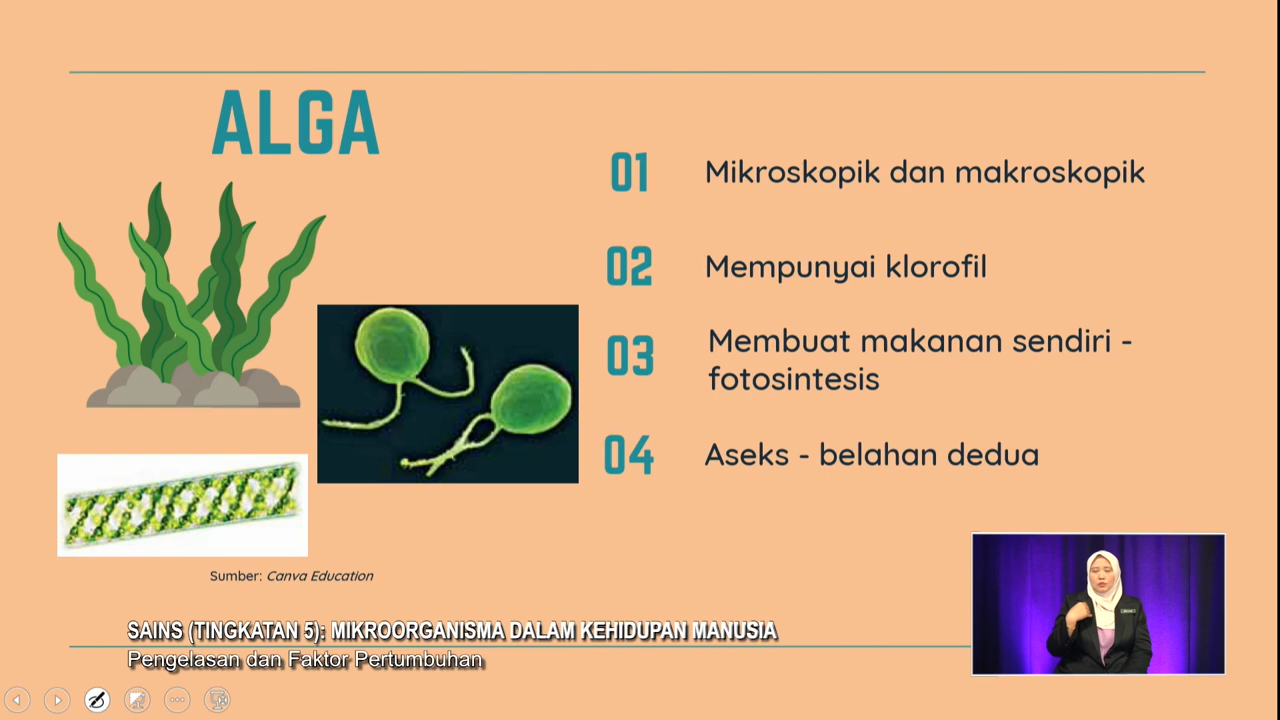 ALGA
01 Mikroskopik dan makroskopik
02 Mempunyai klorofil
03 Membuat makanan sendiri -
fotosintesis
04 Aseks - belahan dedua
Sumber: Canva Education
SAINS (TINGKATAN 5): MIKROORGANISMA DALAM KEHIDUPAN MANUSIA
Pengelasan dan Faktor Pertumbuhan